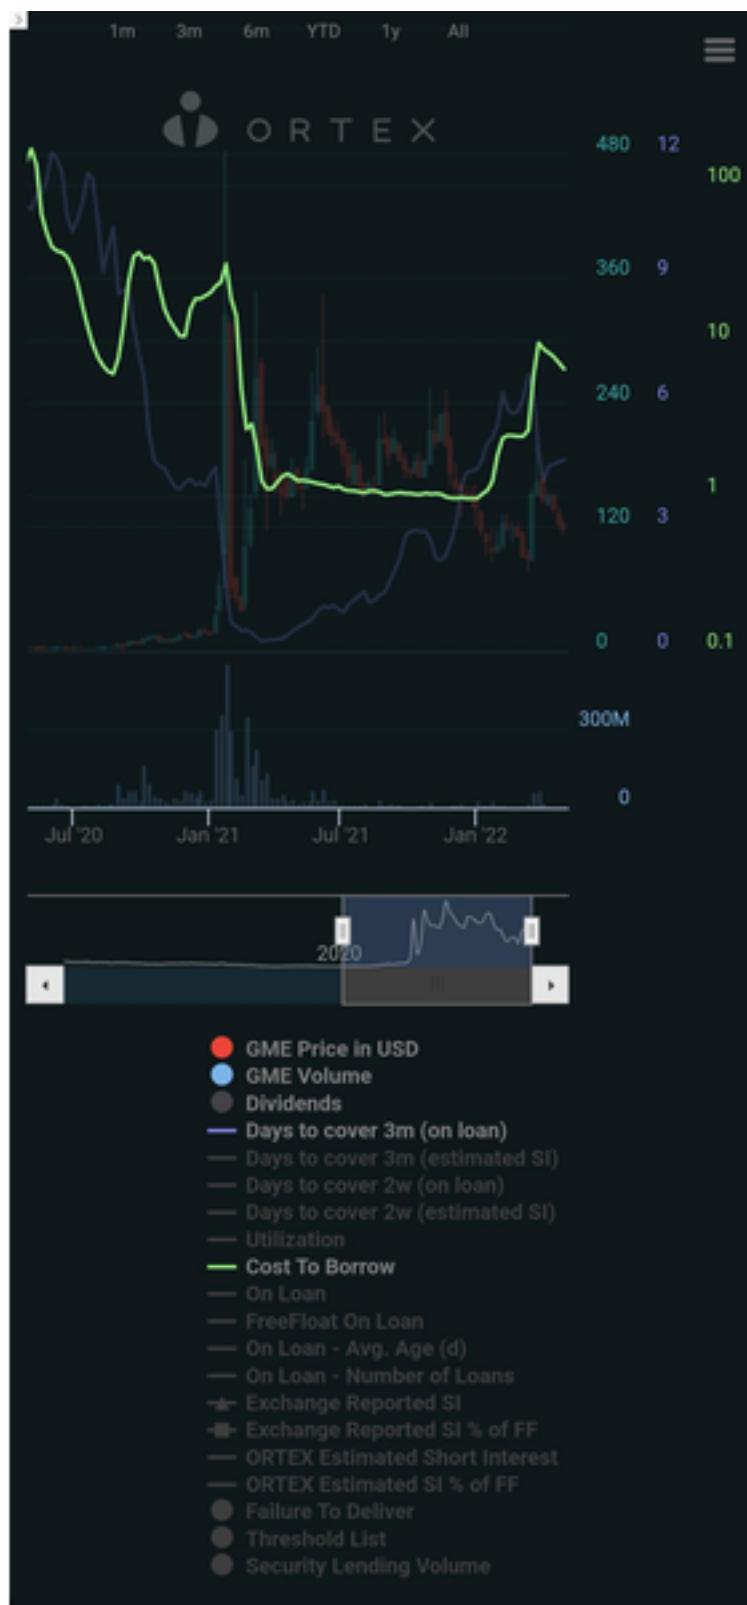 1m 3m 6m YTD 1y All
ORTEX
480 12
100
360 9
10
240 6
1
120 3
0 0 0.1
300M
0
Jul '20 Jan '21 Jul '21 Jan '22
2020
GME Price in USD
GME Volume
Dividends
Days to cover 3m (on loan)
Days to cover 3m (estimated SI)
Days to cover 2w (on loan)
Days to cover 2w (estimated SI)
Utilization
Cost To Borrow
On Loan
FreeFloat On Loan
On Loan - Avg. Age (d)
On Loan - Number of Loans
Exchange Reported SI
Exchange Reported SI % of FF
ORTEX Estimated Short Interest
ORTEX Estimated SI % of FF
Failure To Deliver
Threshold List
Security Lending Volume